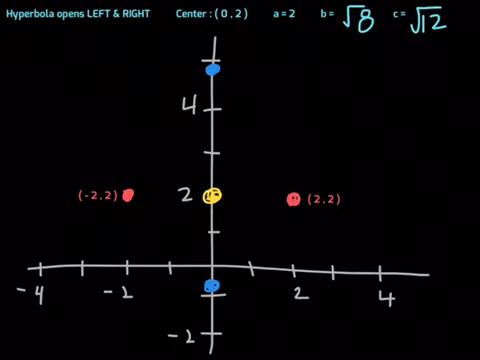 Hyperbola opens LEFT & RIGHT Center : ( 0 , 2 ) a = 2 b = √8 c = √12
4
(-2,2) 2 (2,2)
-4 -2 2 4
-2